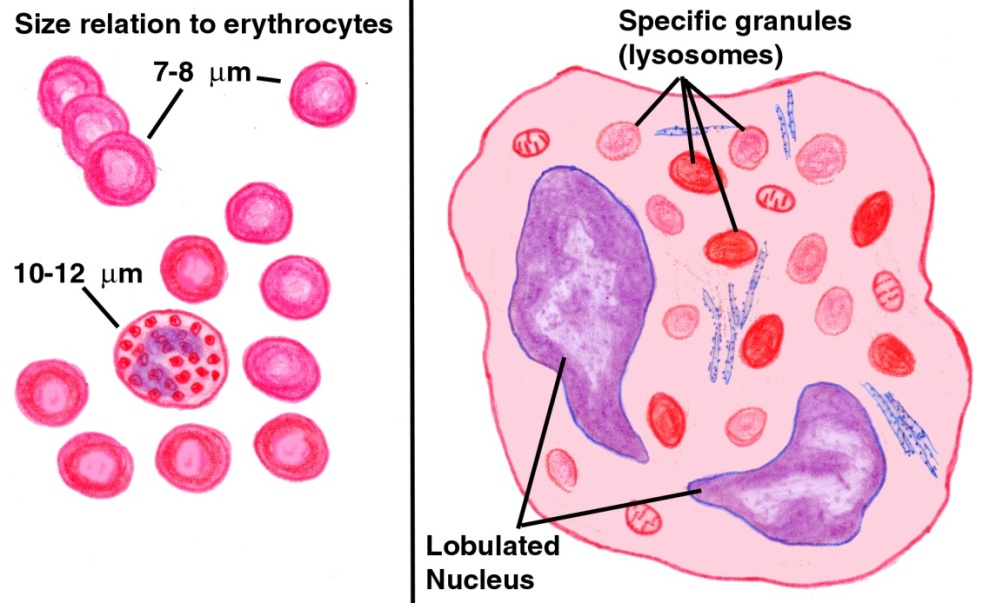 Size relation to erythrocytes
7-8 μm
10-12 μm
Specific granules
(lysosomes)
Lobulated
Nucleus